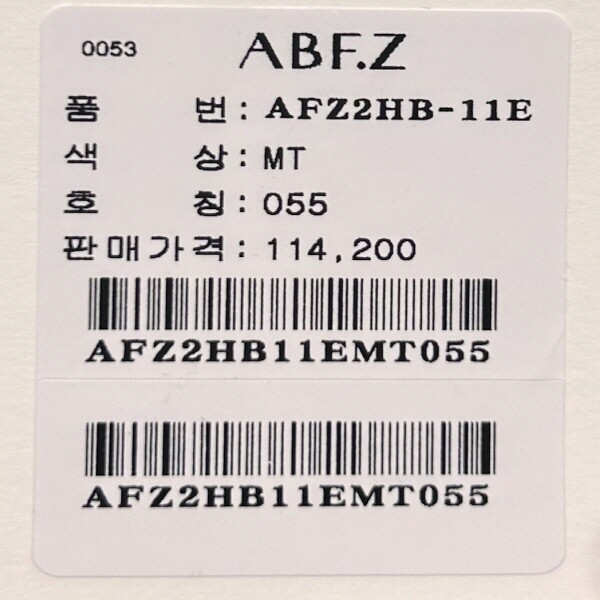 0053 ABF.Z
품 번 : AFZ2HB-11E
색 상 : MT
호 칭 : 055
판매가격 : 114,200
AFZ2HB11EMT055
AFZ2HB11EMT055